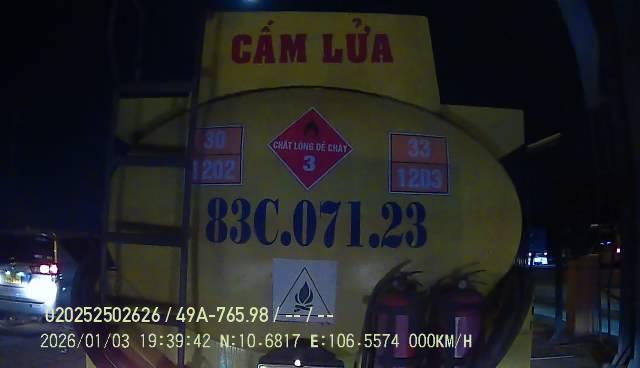 CẤM LỬA
30
1202
CHẤT LỎNG DỄ CHÁY
3
33
1203
83C.071.23
020252502626 / 49A-765.98 / --/--
2026/01/03 19:39:42 N:10.6817 E:106.5574 000KM/H